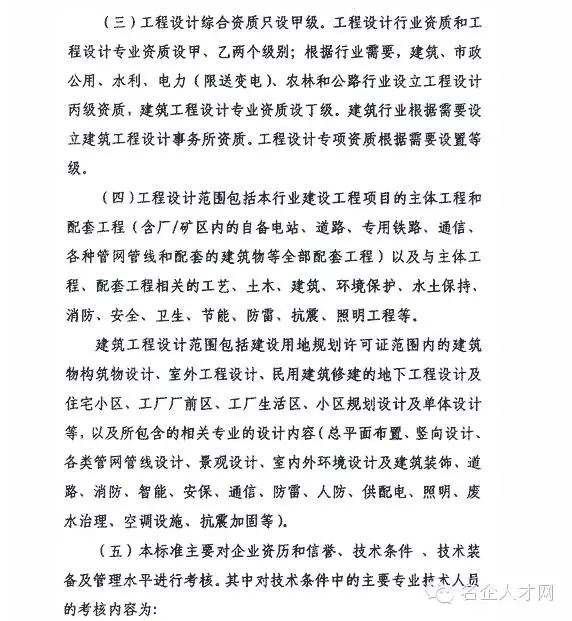 （三）工程设计综合资质只设甲级。工程设计行业资质和工
程设计专业资质设甲、乙两个级别；根据行业需要，建筑、市政
公用、水利、电力（限送变电）、农林和公路行业设立工程设计
丙级资质，建筑工程设计专业资质设丁级。建筑行业根据需要设
立建筑工程设计事务所资质。工程设计专项资质根据需要设置等
级。
（四）工程设计范围包括本行业建设工程项目的主体工程和
配套工程（含厂/矿区内的自备电站、道路、专用铁路、通信、
各种管网管线和配套的建筑物等全部配套工程）以及与主体工
程、配套工程相关的工艺、土木、建筑、环境保护、水土保持、
消防、安全、卫生、节能、防雷、抗震、照明工程等。
建筑工程设计范围包括建设用地规划许可证范围内的建筑
物构筑物设计、室外工程设计、民用建筑修建的地下工程设计及
住宅小区、工厂厂前区、工厂生活区、小区规划设计及单体设计
等，以及所包含的相关专业的设计内容（总平面布置、竖向设计、
各类管网管线设计、景观设计、室内外环境设计及建筑装饰、道
路、消防、智能、安保、通信、防雷、人防、供配电、照明、废
水治理、空调设施、抗震加固等）。
（五）本标准主要对企业资历和信誉、技术条件 、技术装
备及管理水平进行考核。其中对技术条件中的主要专业技术人员
的考核内容为:
名企人才网